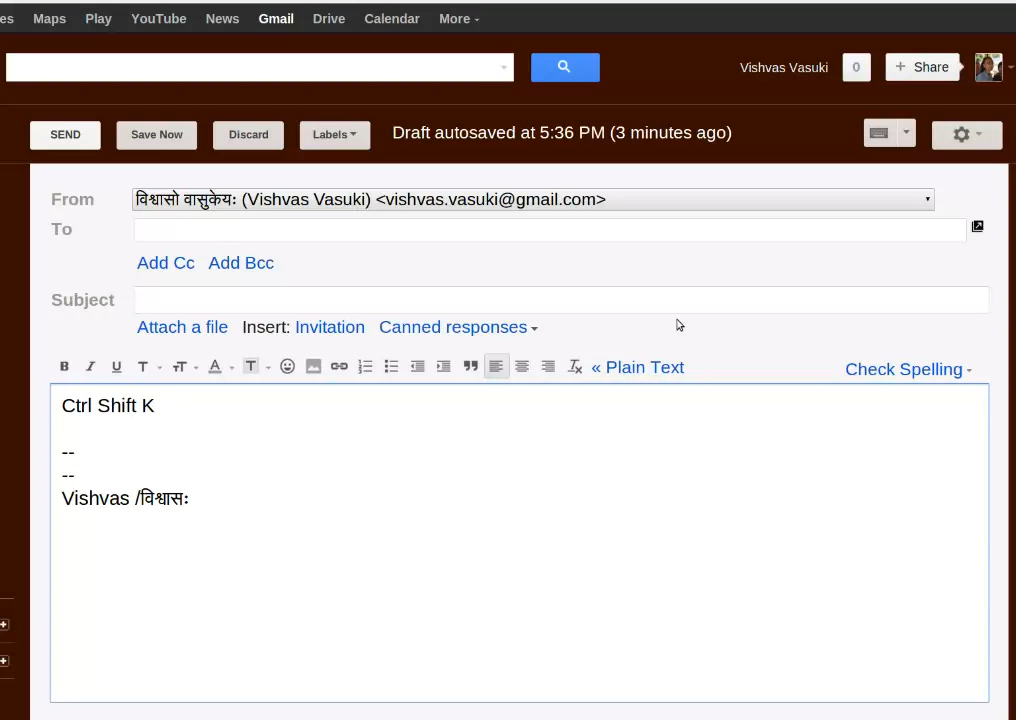 es Maps Play YouTube News Gmail Drive Calendar More
Vishvas Vasuki 0 + Share
SEND Save Now Discard Labels Draft autosaved at 5:36 PM (3 minutes ago)
From विश्वासो वासुकेयः (Vishvas Vasuki) <vishvas.vasuki@gmail.com>
To
Add Cc Add Bcc
Subject
Attach a file Insert: Invitation Canned responses
B I U T тT A T « Plain Text Check Spelling
Ctrl Shift K
--
--
Vishvas /विश्वासः